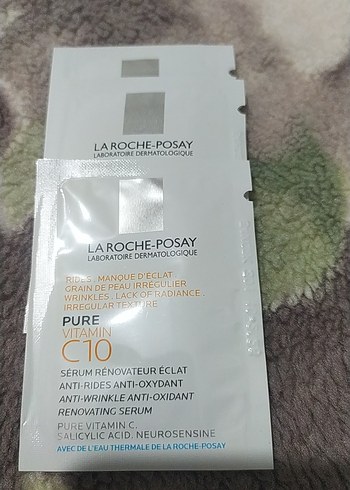 LA ROCHE-POSAY
LABORATOIRE DERMATOLOGIQUE
LA ROCHE-POSAY
LABORATOIRE DERMATOLOGIQUE
RIDES . MANQUE D'ÉCLAT
GRAIN DE PEAU IRRÉGULIER
WRINKLES . LACK OF RADIANCE .
IRREGULAR TEXTURE
PURE
VITAMIN
C10
SÉRUM RÉNOVATEUR ÉCLAT
ANTI-RIDES ANTI-OXYDANT
ANTI-WRINKLE ANTI-OXIDANT
RENOVATING SERUM
PURE VITAMIN C.
SALICYLIC ACID. NEUROSENSINE
AVEC DE L'EAU THERMALE DE LA ROCHE-POSAY